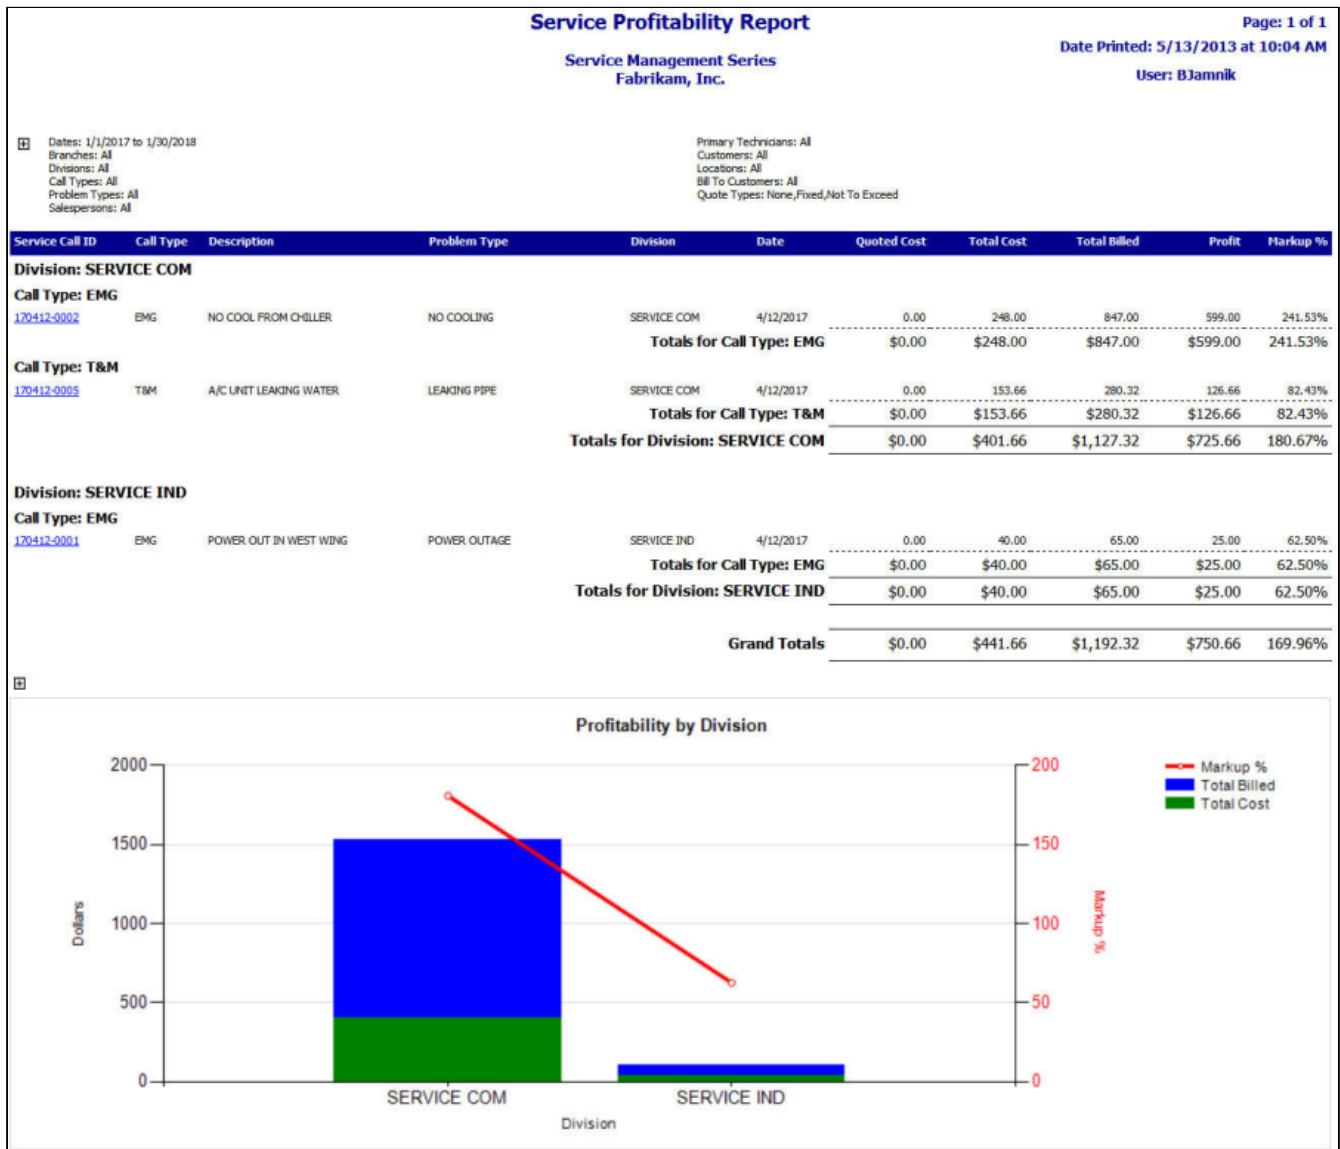 Service Profitability Report
Page: 1 of 1
Date Printed: 5/13/2013 at 10:04 AM
Service Management Series
Fabrikam, Inc.
User: BJamnik
Dates: 1/1/2017 to 1/30/2018
Branches: All
Divisions: All
Call Types: All
Problem Types: All
Salespersons: All
Primary Technicians: All
Customers: All
Locations: All
Bill To Customers: All
Quote Types: None,Fixed,Not To Exceed
Service Call ID Call Type Description Problem Type Division Date Quoted Cost Total Cost Total Billed Profit Markup %
Division: SERVICE COM
Call Type: EMG
170412-0002 EMG NO COOL FROM CHILLER NO COOLING SERVICE COM 4/12/2017 0.00 248.00 847.00 599.00 241.53%
Totals for Call Type: EMG $0.00 $248.00 $847.00 $599.00 241.53%
Call Type: T&M
170412-0005 T&M A/C UNIT LEAKING WATER LEAKING PIPE SERVICE COM 4/12/2017 0.00 153.66 280.32 126.66 82.43%
Totals for Call Type: T&M $0.00 $153.66 $280.32 $126.66 82.43%
Totals for Division: SERVICE COM $0.00 $401.66 $1,127.32 $725.66 180.67%
Division: SERVICE IND
Call Type: EMG
170412-0001 EMG POWER OUT IN WEST WING POWER OUTAGE SERVICE IND 4/12/2017 0.00 40.00 65.00 25.00 62.50%
Totals for Call Type: EMG $0.00 $40.00 $65.00 $25.00 62.50%
Totals for Division: SERVICE IND $0.00 $40.00 $65.00 $25.00 62.50%
Grand Totals $0.00 $441.66 $1,192.32 $750.66 169.96%
Profitability by Division
2000
1500
1000
500
0
Dollars
200
150
100
50
0
Markup %
Markup %
Total Billed
Total Cost
SERVICE COM
SERVICE IND
Division